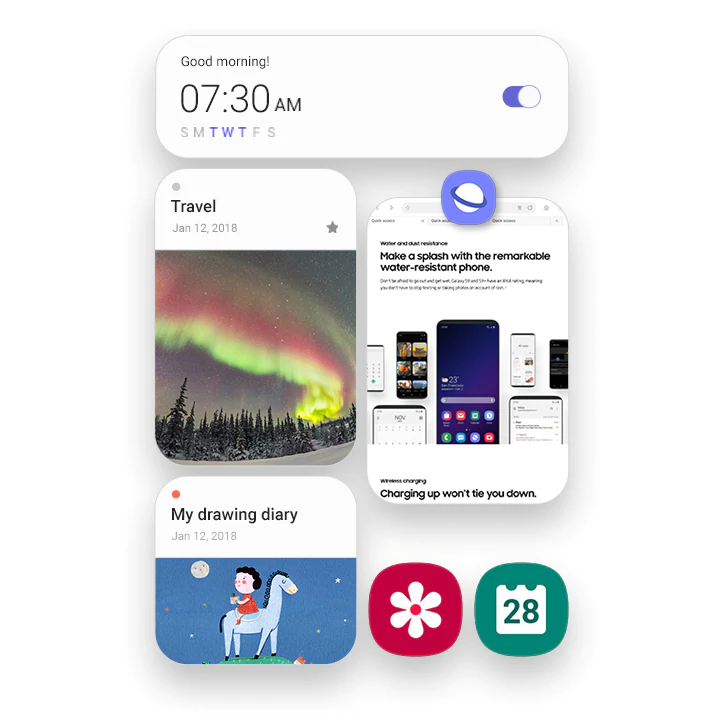 Good morning!
07:30 AM
S M T W T F S
Travel
Jan 12, 2018
Quick access
Quick access
Water and dust resistance
Make a splash with the remarkable
water-resistant phone.
Don't be afraid to go out and get wet. Galaxy S9 and S9+ have an IP68 rating, meaning
you don't have to stop texting or taking photos on account of rain.
23°
NOV
Wireless charging
Charging up won't tie you down.
My drawing diary
Jan 12, 2018
28